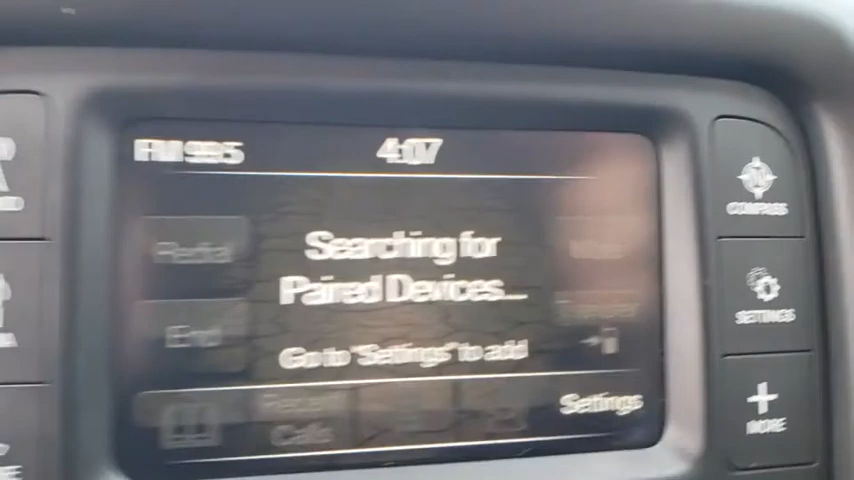 FM 99.5
4:07
COMPASS
Redial
Searching for
Paired Devices...
SETTINGS
End
Go to "Settings" to add
Recent
Calls
Settings
MORE